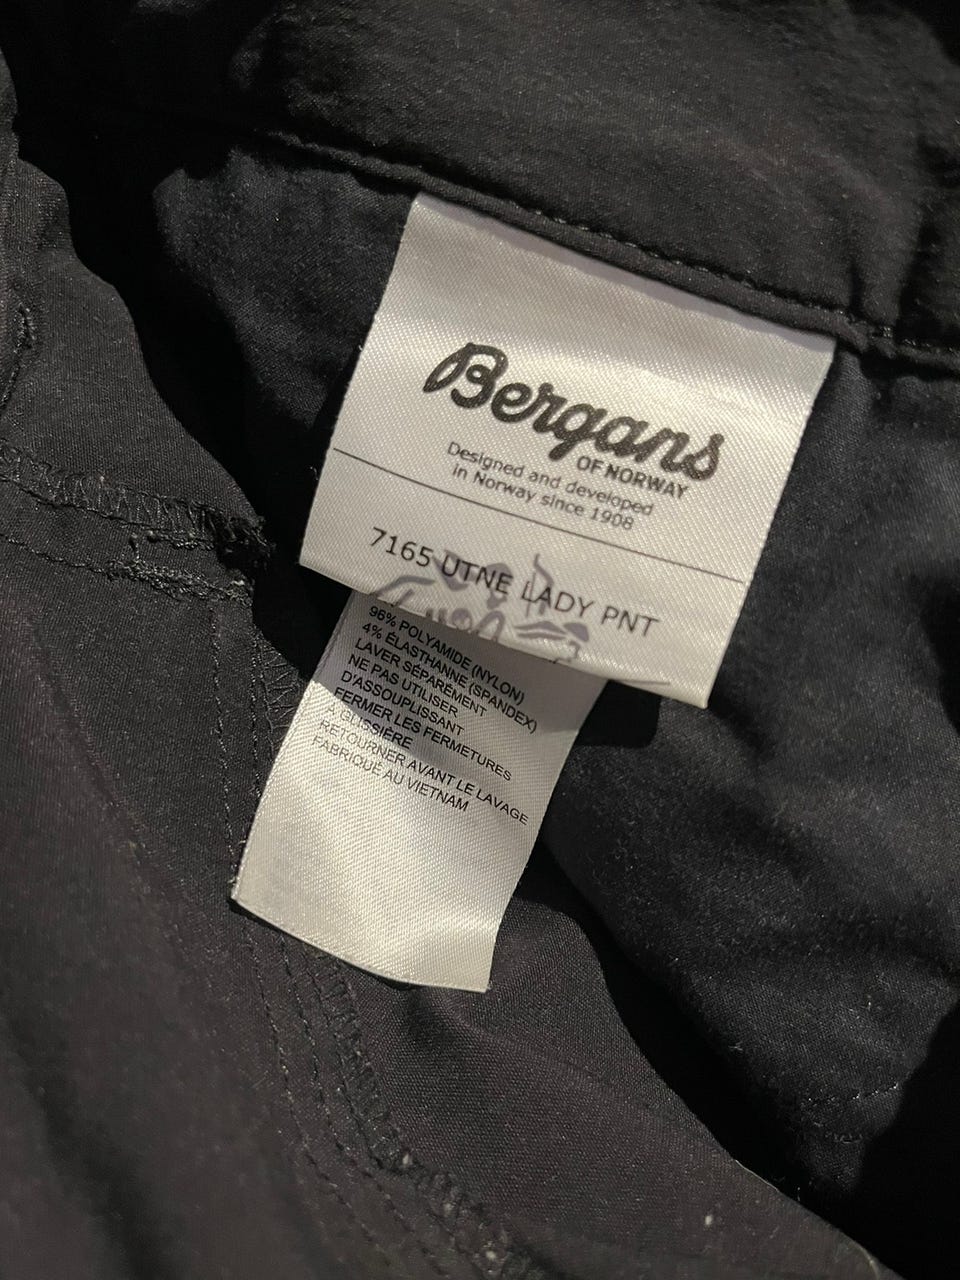 Bergans
OF NORWAY
Designed and developed
in Norway since 1908
7165 UTNE LADY PNT
96% POLYAMIDE (NYLON)
4% ÉLASTHANNE (SPANDEX)
LAVER SÉPARÉMENT
NE PAS UTILISER
D'ASSOUPLISSANT
FERMER LES FERMETURES
À GLISSIÈRE
RETOURNER AVANT LE LAVAGE
FABRIQUÉ AU VIETNAM